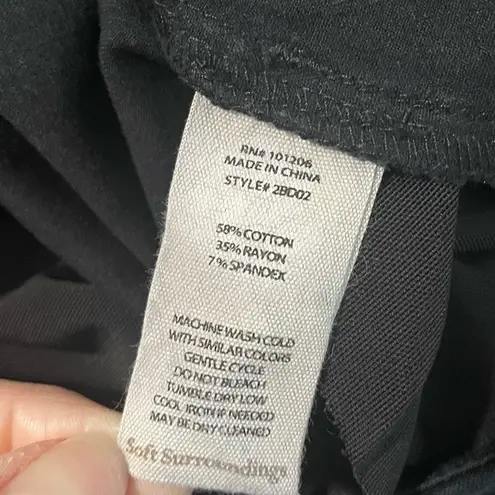 RN# 101206
MADE IN CHINA
STYLE# 2BD02
58% COTTON
35% RAYON
7% SPANDEX
MACHINE WASH COLD
WITH SIMILAR COLORS
GENTLE CYCLE
DO NOT BLEACH
TUMBLE DRY LOW
COOL IRON IF NEEDED
MAY BE DRY CLEANED
Soft Surroundings